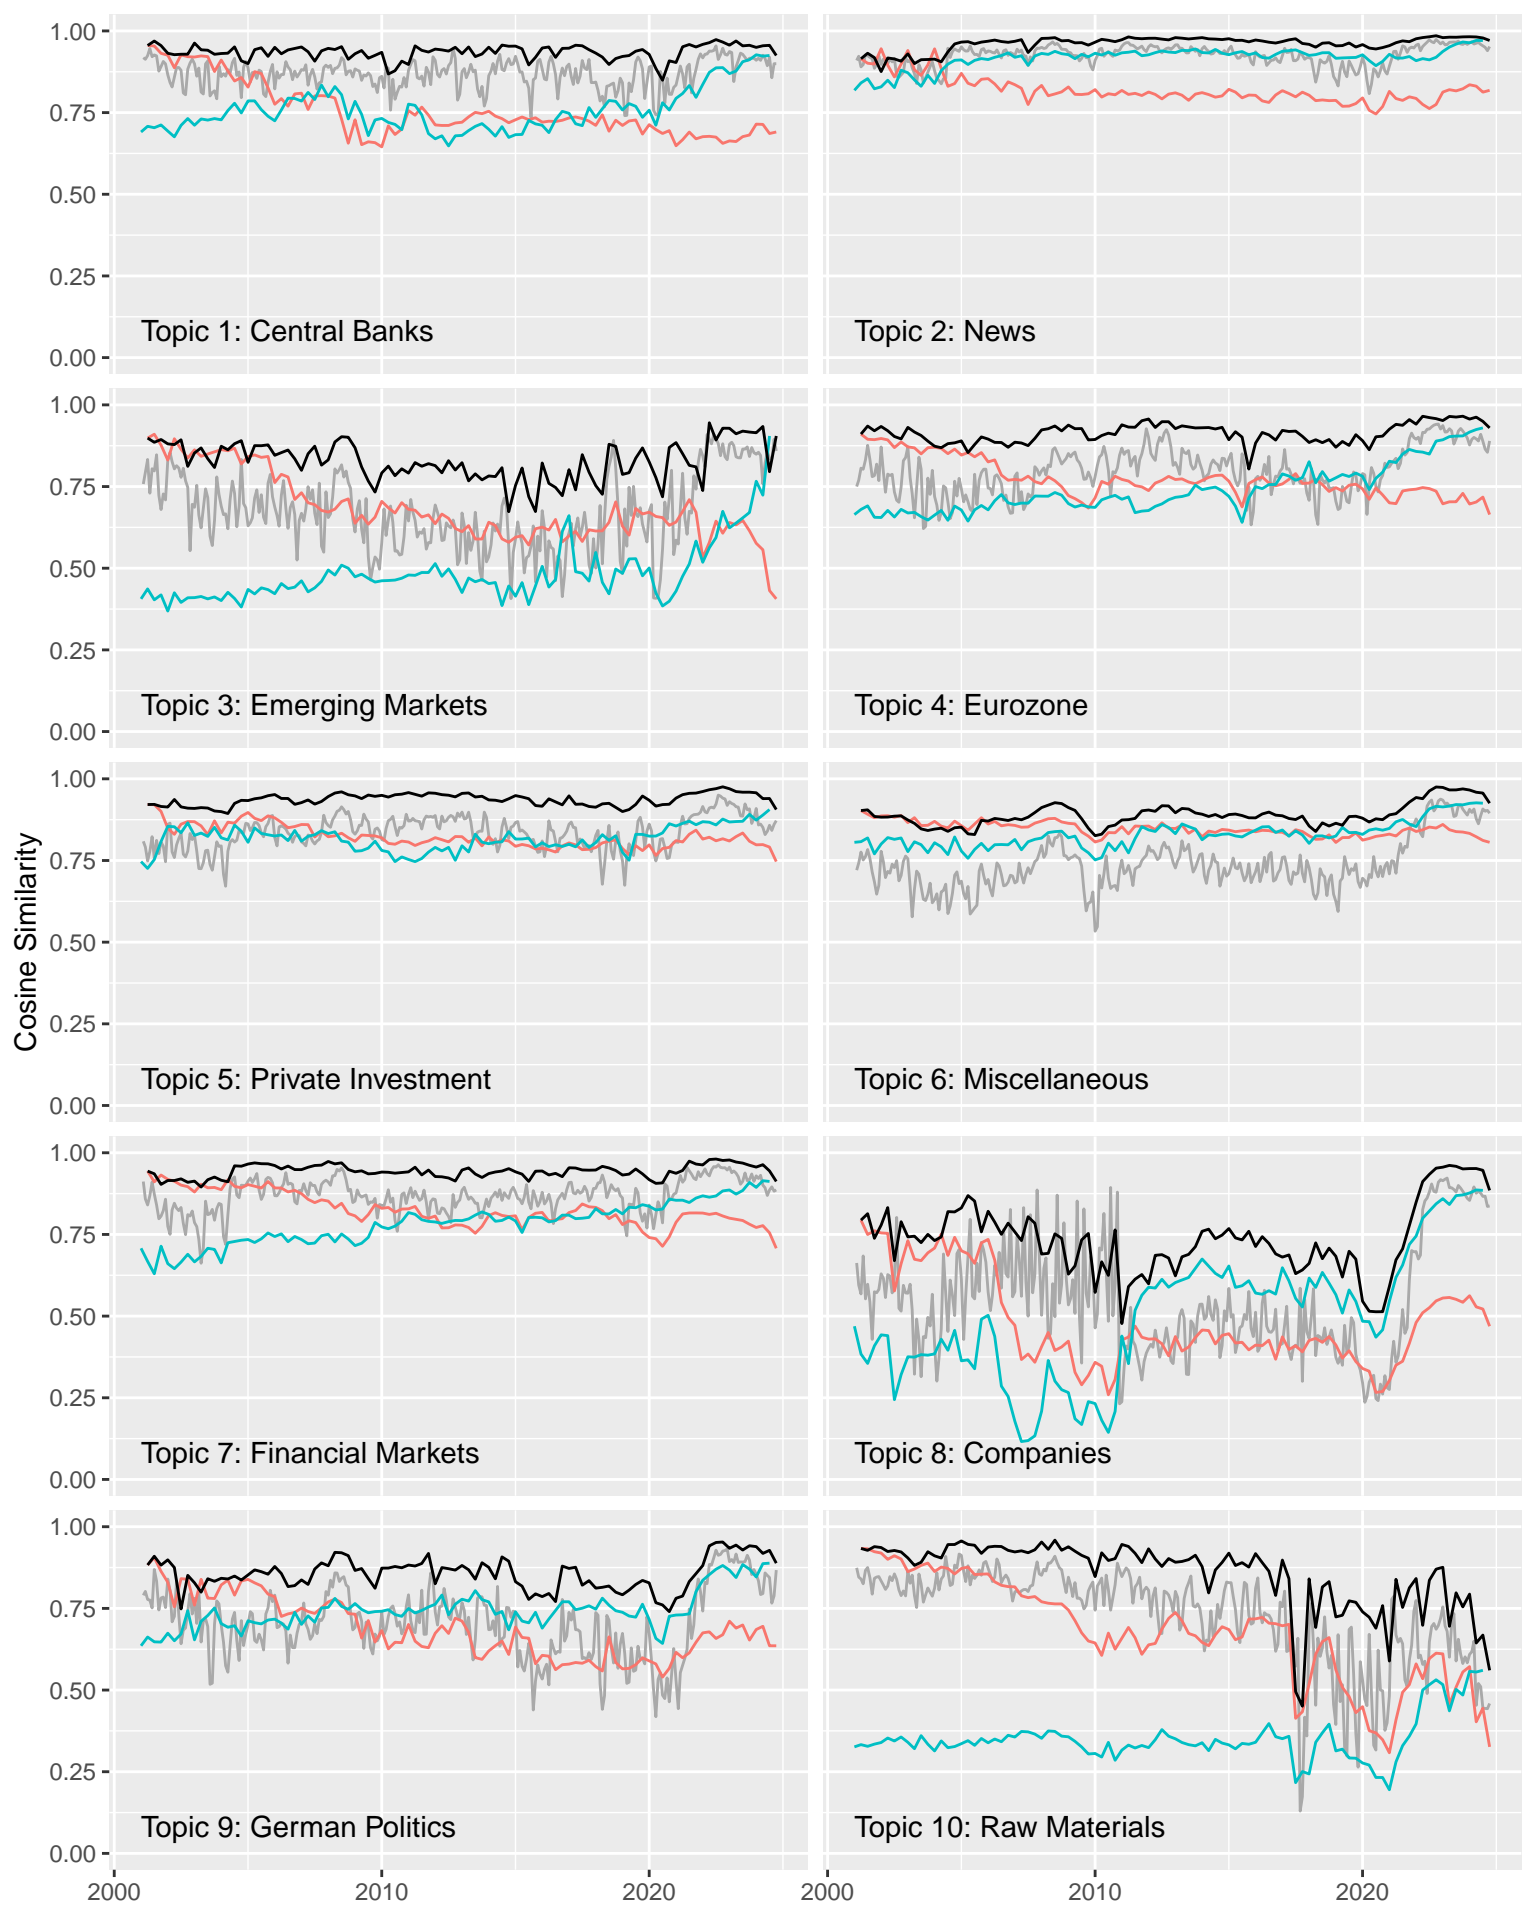 1.00
0.75
0.50
0.25
0.00
Topic 1: Central Banks
Topic 2: News
1.00
0.75
0.50
0.25
0.00
Topic 3: Emerging Markets
Topic 4: Eurozone
Cosine Similarity
1.00
0.75
0.50
0.25
0.00
Topic 5: Private Investment
Topic 6: Miscellaneous
1.00
0.75
0.50
0.25
0.00
Topic 7: Financial Markets
Topic 8: Companies
1.00
0.75
0.50
0.25
0.00
Topic 9: German Politics
Topic 10: Raw Materials
2000 2010 2020 2000 2010 2020